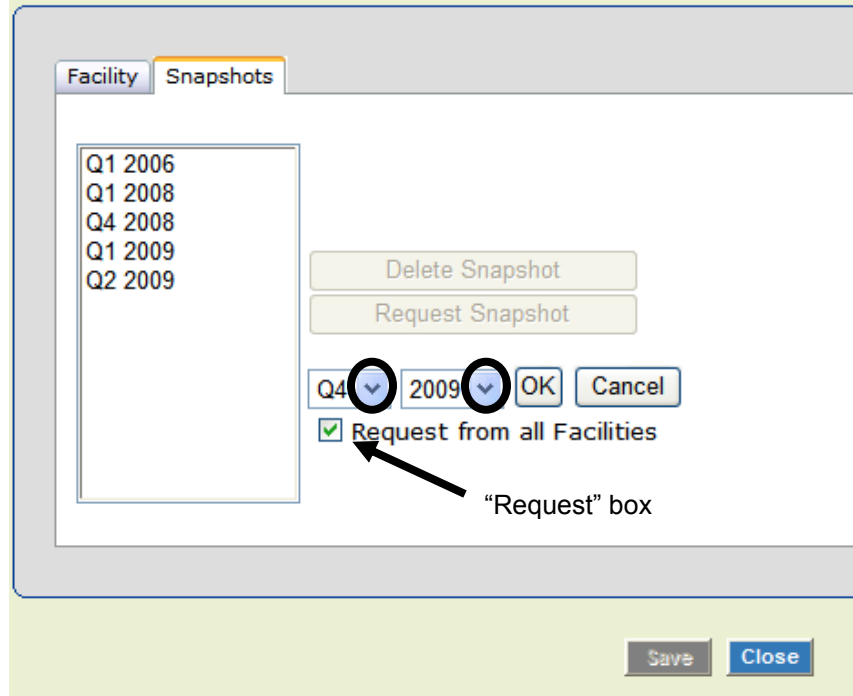 Facility Snapshots
Q1 2006
Q1 2008
Q4 2008
Q1 2009
Q2 2009
Delete Snapshot
Request Snapshot
Q4 2009 OK Cancel
Request from all Facilities
“Request” box
Save Close